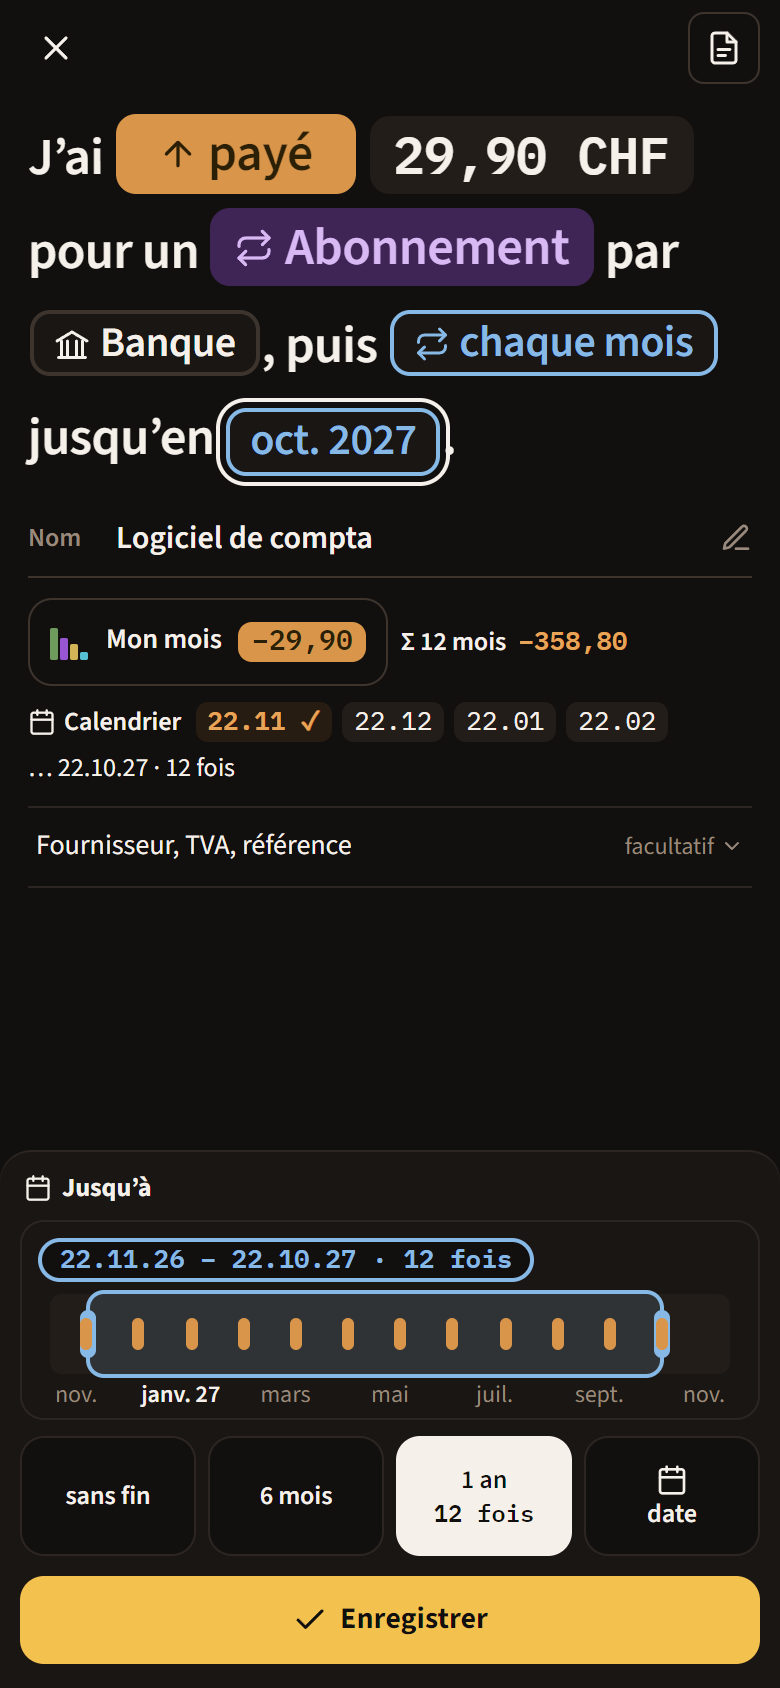 J’ai payé 29,90 CHF
pour un Abonnement par
Banque, puis chaque mois
jusqu’en oct. 2027.
Nom Logiciel de compta
Mon mois −29,90 Σ 12 mois −358,80
Calendrier 22.11 ✓ 22.12 22.01 22.02
… 22.10.27 · 12 fois
Fournisseur, TVA, référence facultatif
Jusqu’à
22.11.26 – 22.10.27 · 12 fois
nov. janv. 27 mars mai juil. sept. nov.
sans fin 6 mois 1 an date
12 fois
Enregistrer